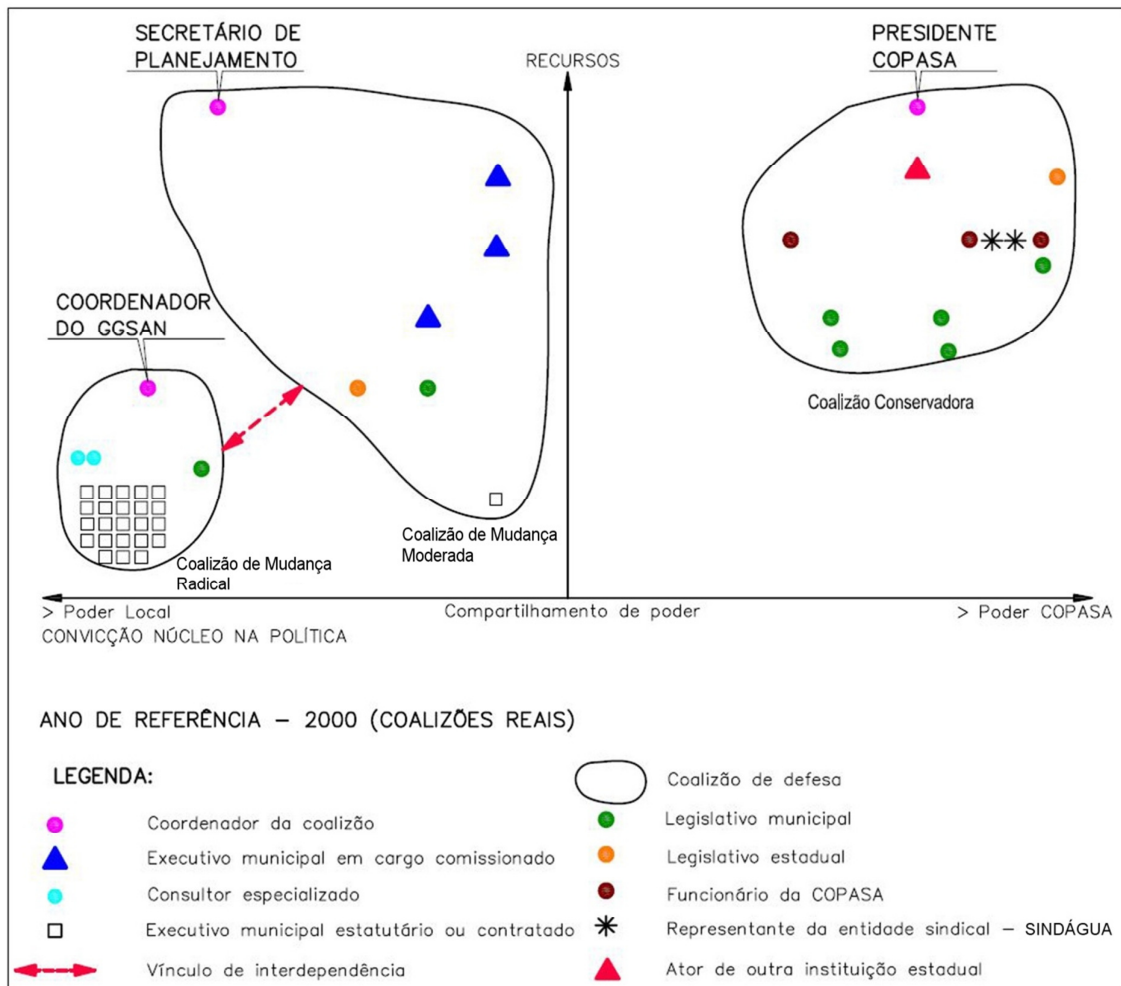 SECRETÁRIO DE
PLANEJAMENTO
RECURSOS
PRESIDENTE
COPASA
COORDENADOR
DO GGSAN
Coalizão Conservadora
Coalizão de Mudança
Moderada
Coalizão de Mudança
Radical
> Poder Local
Compartilhamento de poder
> Poder COPASA
CONVICÇÃO NÚCLEO NA POLÍTICA
ANO DE REFERÊNCIA – 2000 (COALIZÕES REAIS)
LEGENDA:
Coordenador da coalizão
Executivo municipal em cargo comissionado
Consultor especializado
Executivo municipal estatutário ou contratado
Vínculo de interdependência
Coalizão de defesa
Legislativo municipal
Legislativo estadual
Funcionário da COPASA
Representante da entidade sindical – SINDÁGUA
Ator de outra instituição estadual